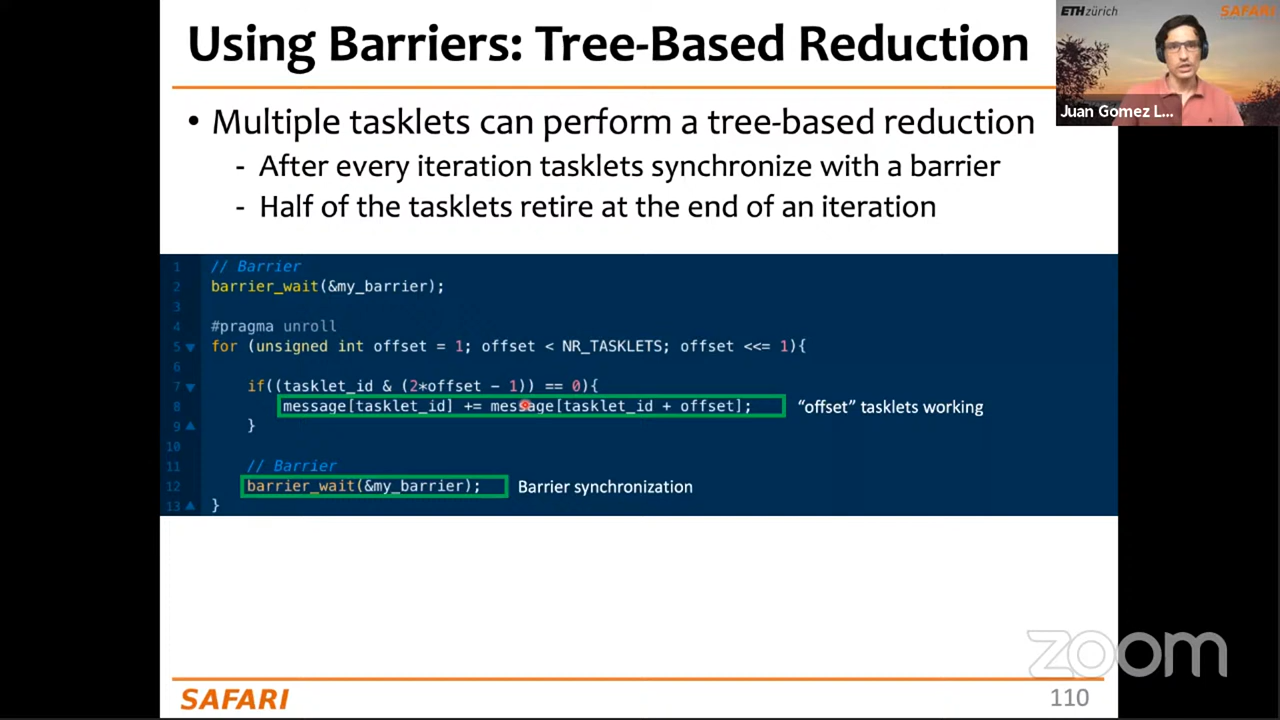 Using Barriers: Tree-Based Reduction
ETH zürich
SAFARI
Juan Gomez L...
• Multiple tasklets can perform a tree-based reduction
- After every iteration tasklets synchronize with a barrier
- Half of the tasklets retire at the end of an iteration
1 // Barrier
2 barrier_wait(&my_barrier);
3
4 #pragma unroll
5 for (unsigned int offset = 1; offset < NR_TASKLETS; offset <<= 1){
6
7 if((tasklet_id & (2*offset - 1)) == 0){
8 message[tasklet_id] += message[tasklet_id + offset]; “offset” tasklets working
9 }
10
11 // Barrier
12 barrier_wait(&my_barrier); Barrier synchronization
13 }
zoom
SAFARI
110